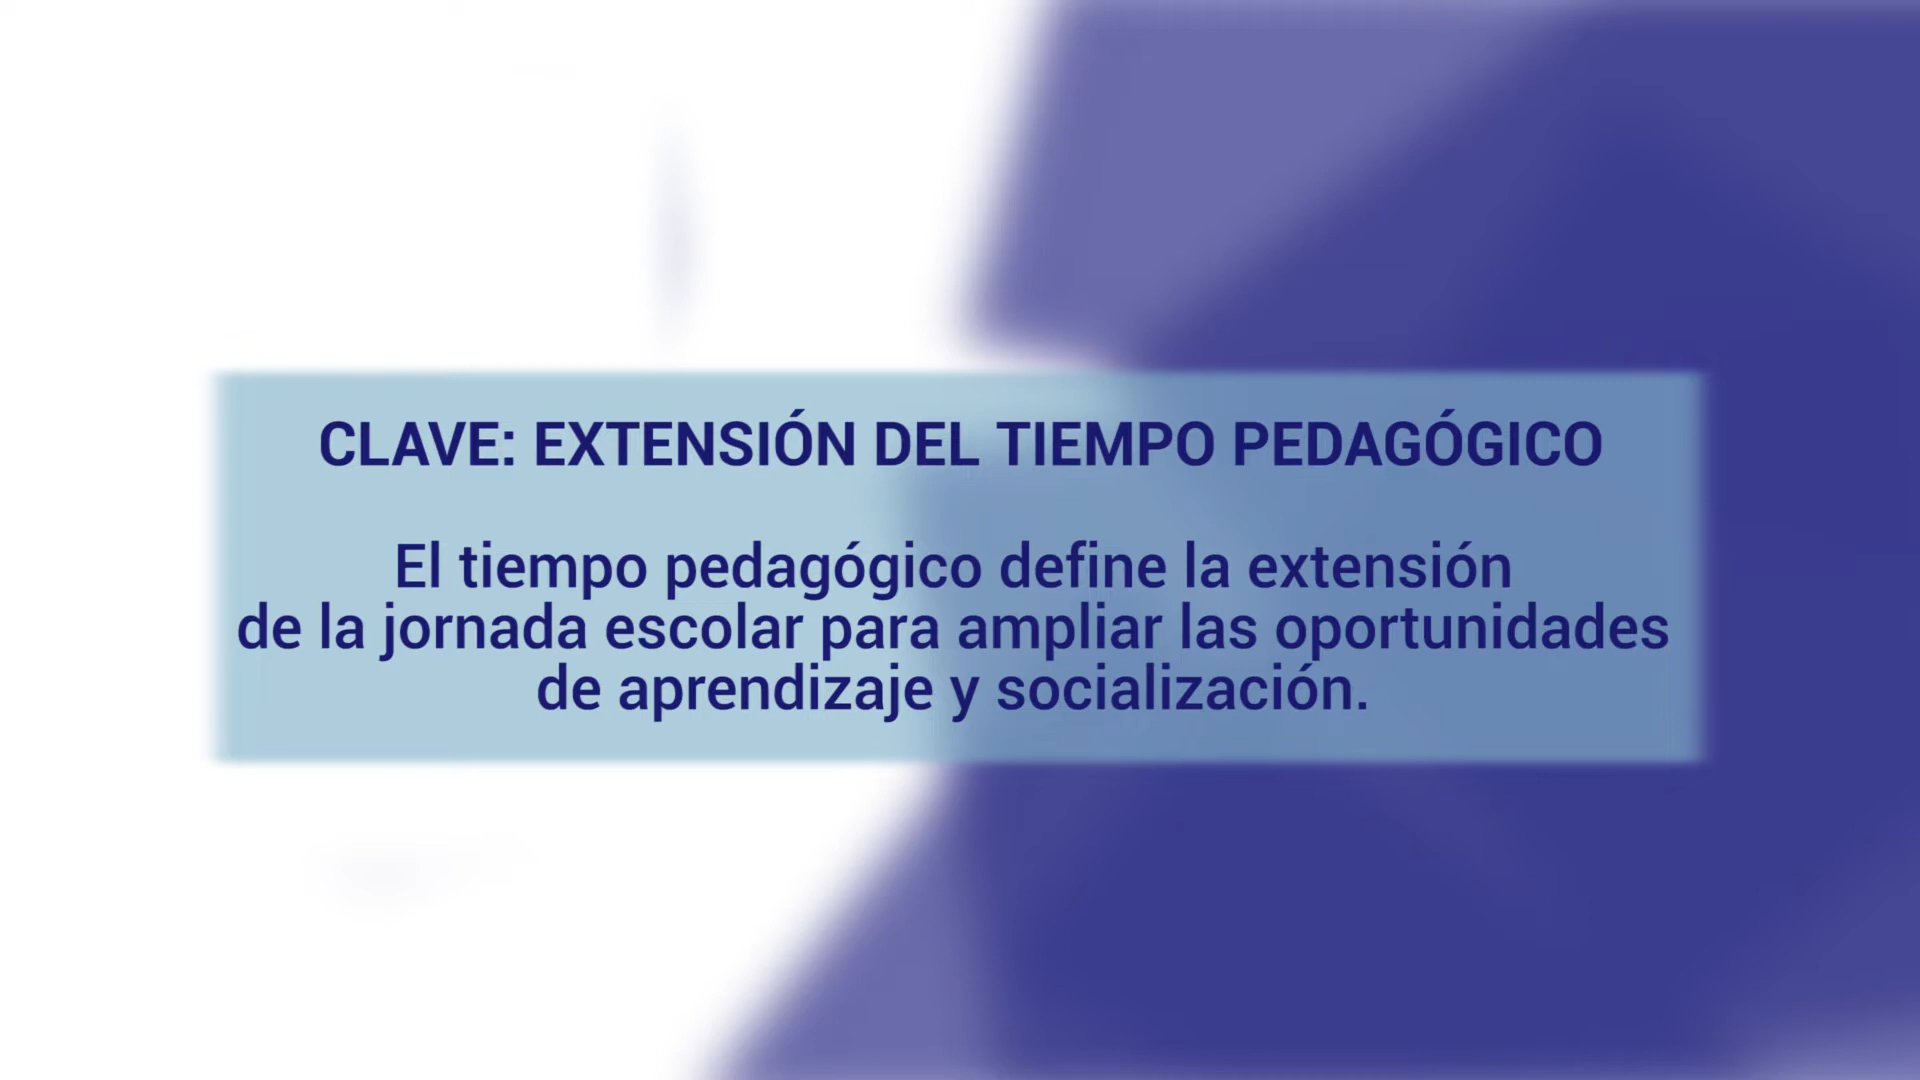 CLAVE: EXTENSIÓN DEL TIEMPO PEDAGÓGICO
El tiempo pedagógico define la extensión
de la jornada escolar para ampliar las oportunidades
de aprendizaje y socialización.